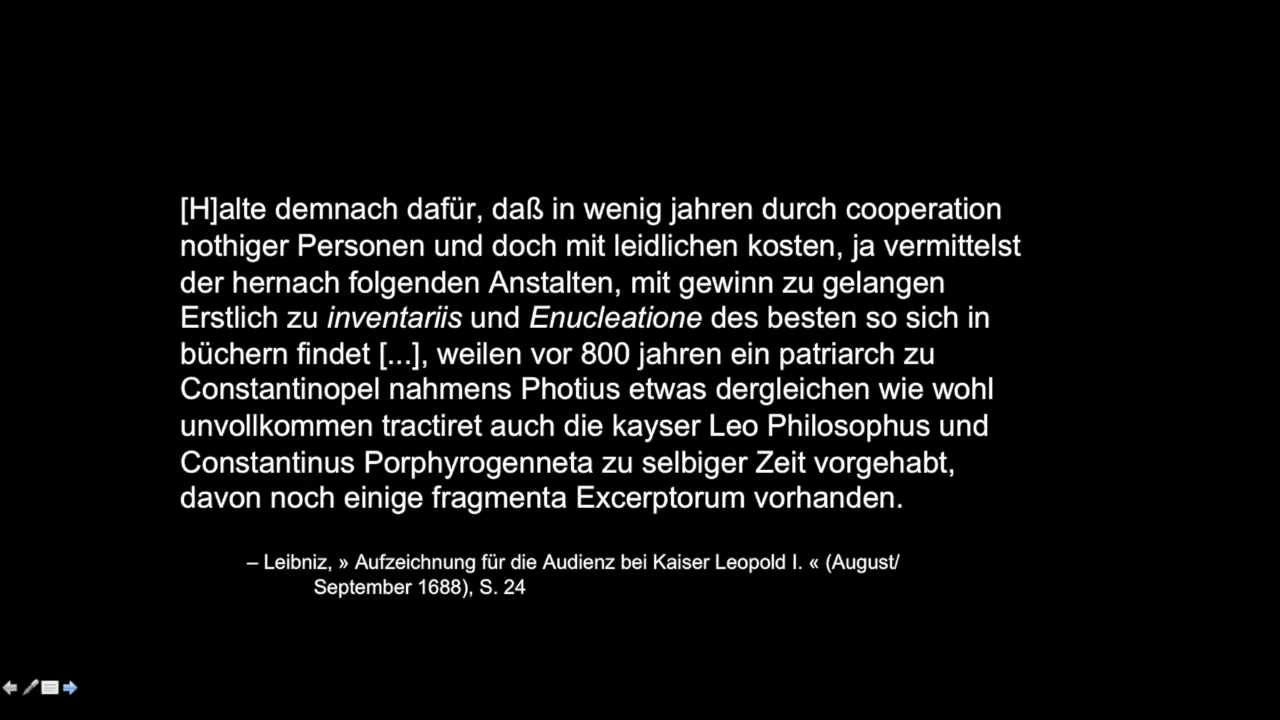 [H]alte demnach dafür, daß in wenig jahren durch cooperation
nothiger Personen und doch mit leidlichen kosten, ja vermittelst
der hernach folgenden Anstalten, mit gewinn zu gelangen
Erstlich zu inventariis und Enucleatione des besten so sich in
büchern findet [...], weilen vor 800 jahren ein patriarch zu
Constantinopel nahmens Photius etwas dergleichen wie wohl
unvollkommen tractiret auch die kayser Leo Philosophus und
Constantinus Porphyrogenneta zu selbiger Zeit vorgehabt,
davon noch einige fragmenta Excerptorum vorhanden.
– Leibniz, » Aufzeichnung für die Audienz bei Kaiser Leopold I. « (August/
September 1688), S. 24